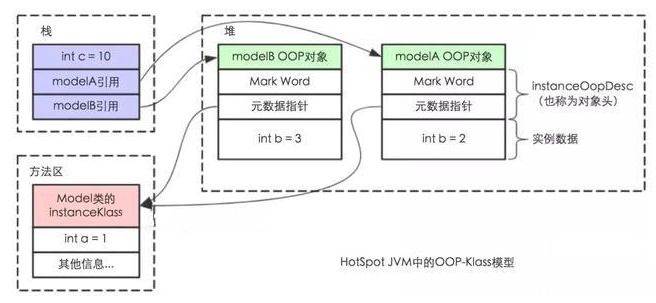 栈
int c = 10
modelA引用
modelB引用
堆
modelB OOP对象
Mark Word
元数据指针
int b = 3
modelA OOP对象
Mark Word
元数据指针
int b = 2
instanceOopDesc
（也称为对象头）
实例数据
方法区
Model类的
instanceKlass
int a = 1
其他信息...
HotSpot JVM中的OOP-Klass模型